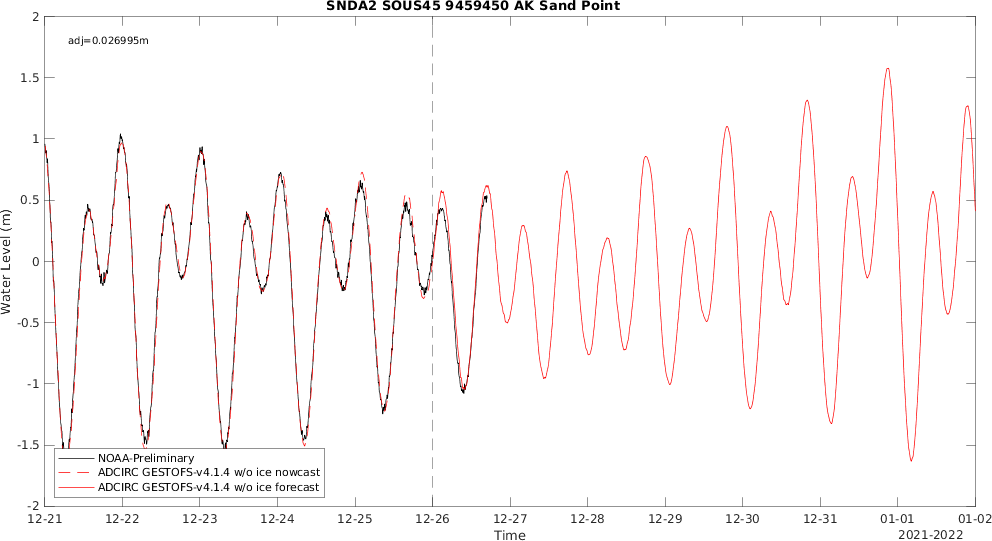 SNDA2 SOUS45 9459450 AK Sand Point
adj=0.026995m
2
1.5
1
0.5
0
-0.5
-1
-1.5
-2
Water Level (m)
NOAA-Preliminary
ADCIRC GESTOFS-v4.1.4 w/o ice nowcast
ADCIRC GESTOFS-v4.1.4 w/o ice forecast
12-21 12-22 12-23 12-24 12-25 12-26 12-27 12-28 12-29 12-30 12-31 01-01 01-02
Time
2021-2022